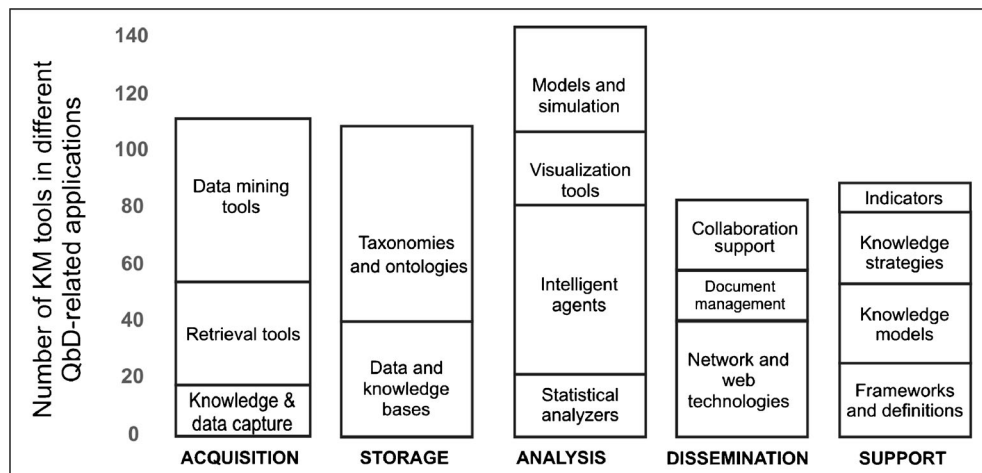 Number of KM tools in different
QbD-related applications
140
120
100
80
60
40
20
0
Data mining
tools
Retrieval tools
Knowledge &
data capture
ACQUISITION
Taxonomies
and ontologies
Data and
knowledge
bases
STORAGE
Models and
simulation
Visualization
tools
Intelligent
agents
Statistical
analyzers
ANALYSIS
Collaboration
support
Document
management
Network and
web
technologies
DISSEMINATION
Indicators
Knowledge
strategies
Knowledge
models
Frameworks
and definitions
SUPPORT